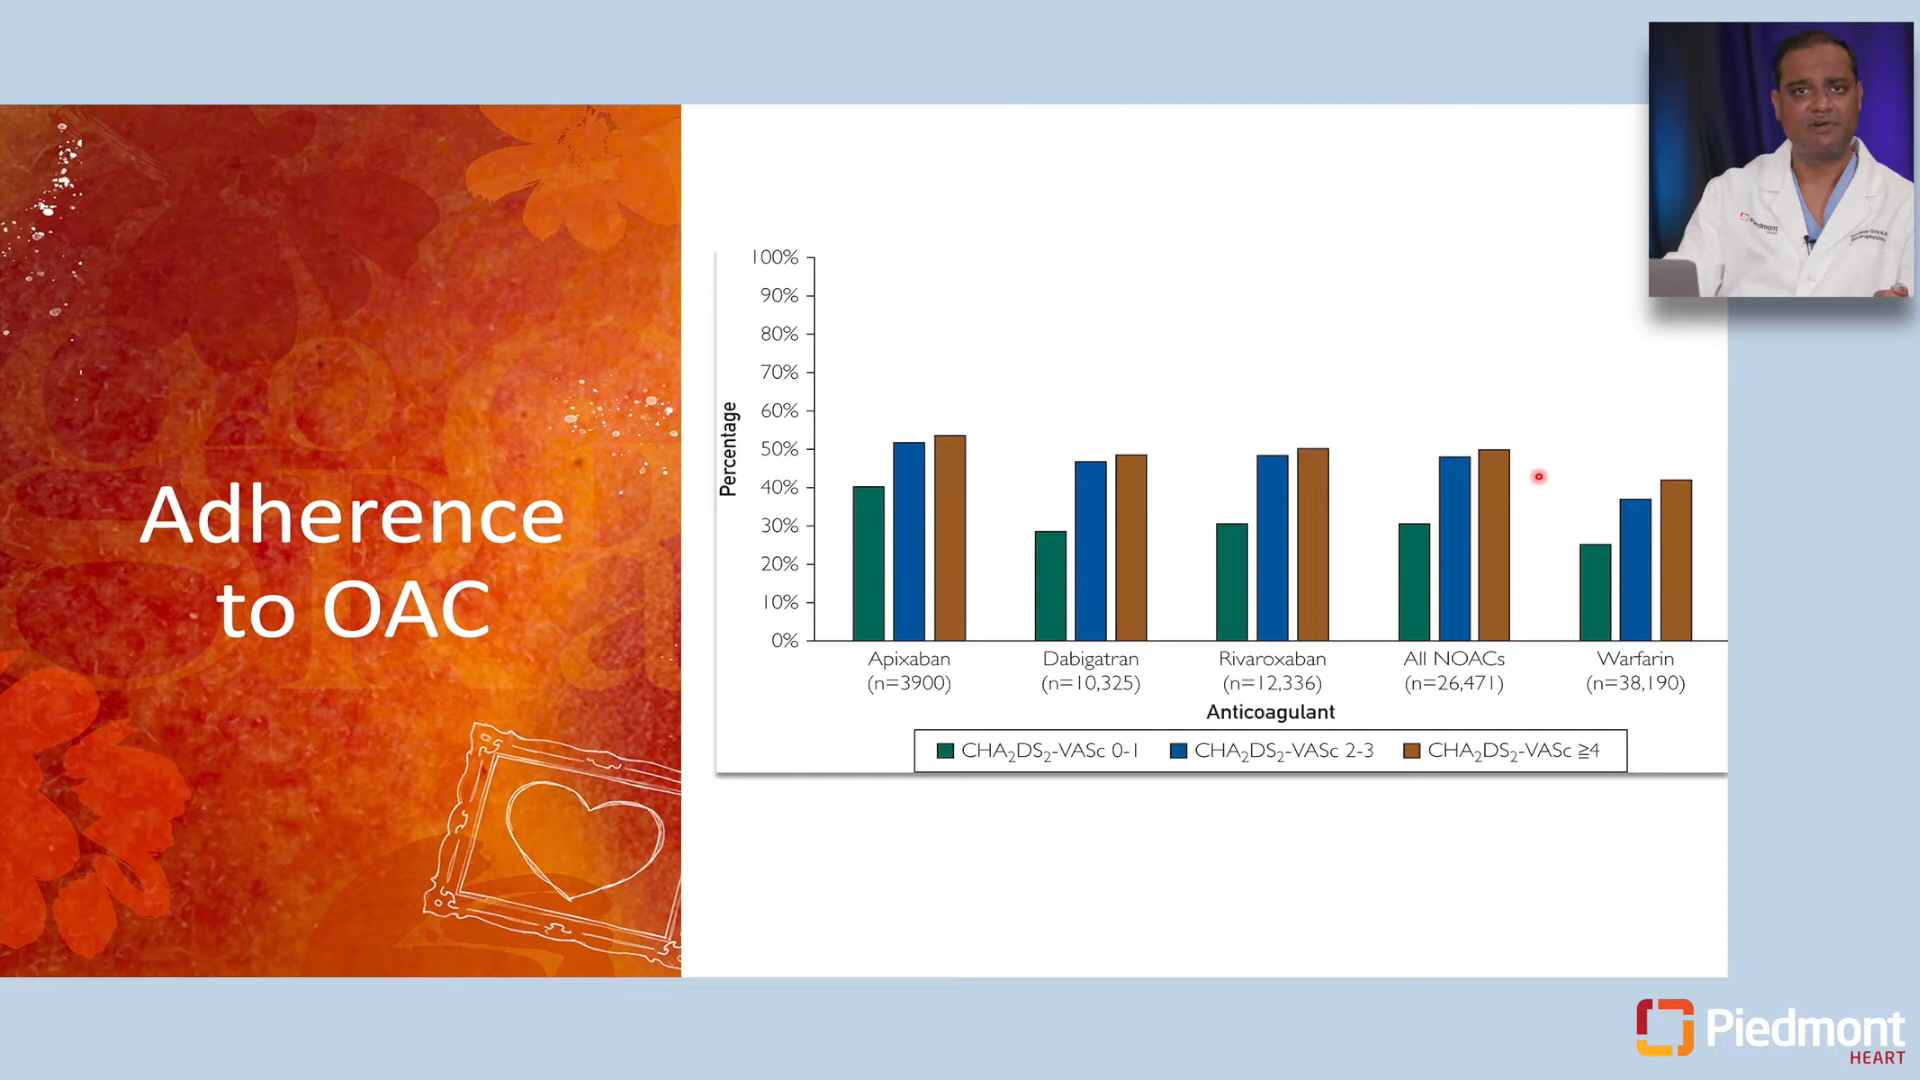 Adherence
to OAC
100%
90%
80%
70%
60%
50%
40%
30%
20%
10%
0%
Percentage
Apixaban
(n=3900)
Dabigatran
(n=10,325)
Rivaroxaban
(n=12,336)
All NOACs
(n=26,471)
Warfarin
(n=38,190)
Anticoagulant
CHA₂DS₂-VASc 0-1
CHA₂DS₂-VASc 2-3
CHA₂DS₂-VASc ≥4
Piedmont
HEART
Piedmont
HEART